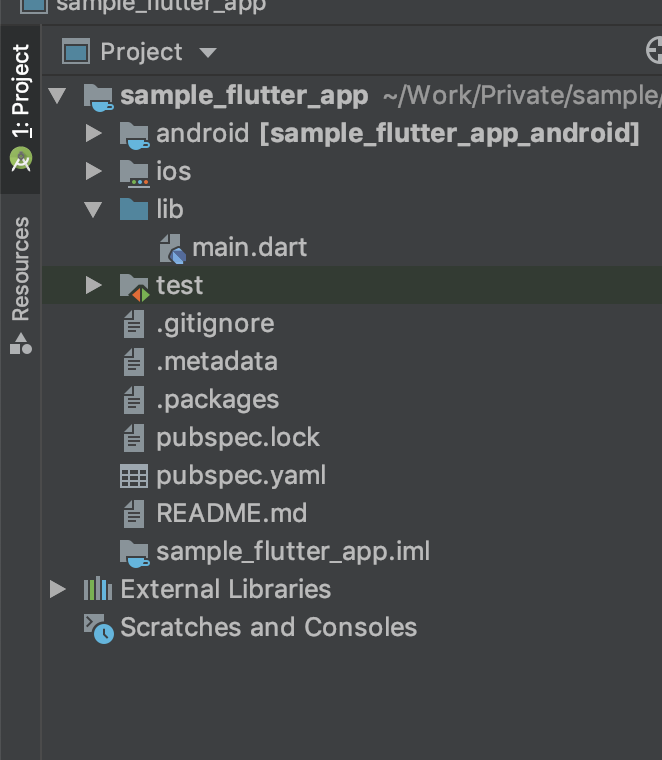 sample_flutter_app
Project
1: Project
sample_flutter_app ~/Work/Private/sample/
android [sample_flutter_app_android]
ios
lib
main.dart
test
Resources
.gitignore
.metadata
.packages
pubspec.lock
pubspec.yaml
README.md
sample_flutter_app.iml
External Libraries
Scratches and Consoles